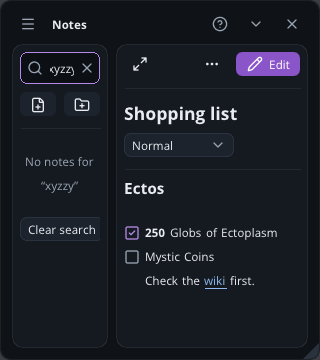 Notes
xyzzy
No notes for
“xyzzy”
Clear search
Edit
Shopping list
Normal
Ectos
250 Globs of Ectoplasm
Mystic Coins
Check the wiki first.